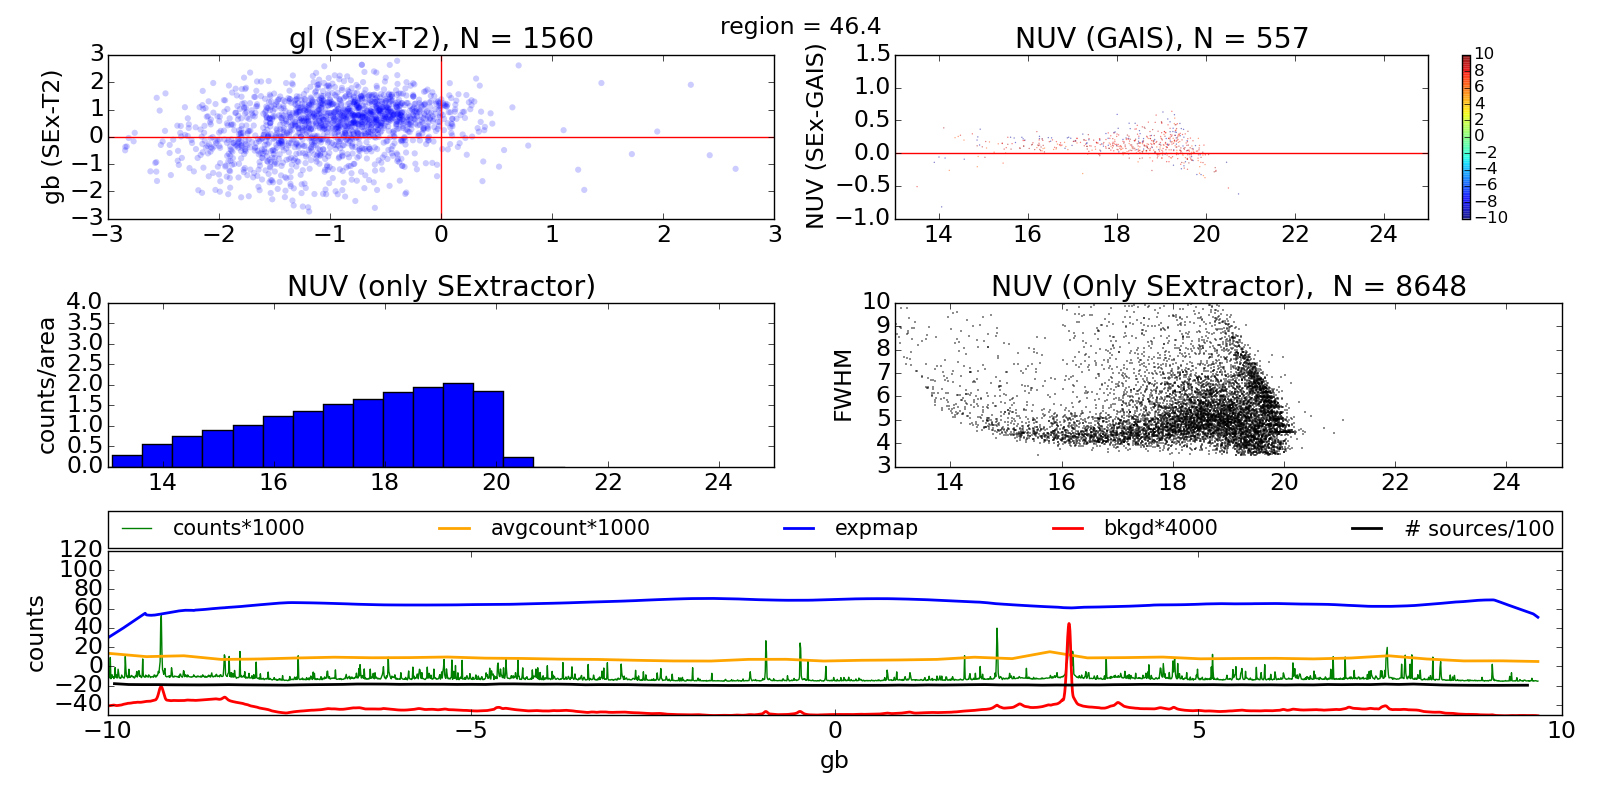 region = 46.4
gl (SEx-T2), N = 1560
NUV (GAIS), N = 557
gb (SEx-T2)
3
2
1
0
−1
−2
−3
−3 −2 −1 0 1 2 3
NUV (SEx-GAIS)
1.5
1.0
0.5
0.0
−0.5
−1.0
14 16 18 20 22 24
10
8
6
4
2
0
−2
−4
−6
−8
−10
NUV (only SExtractor)
counts/area
4.0
3.5
3.0
2.5
2.0
1.5
1.0
0.5
0.0
14 16 18 20 22 24
NUV (Only SExtractor), N = 8648
FWHM
10
9
8
7
6
5
4
3
14 16 18 20 22 24
counts*1000 avgcount*1000 expmap bkgd*4000 # sources/100
counts
120
100
80
60
40
20
0
−20
−40
−10 −5 0 5 10
gb